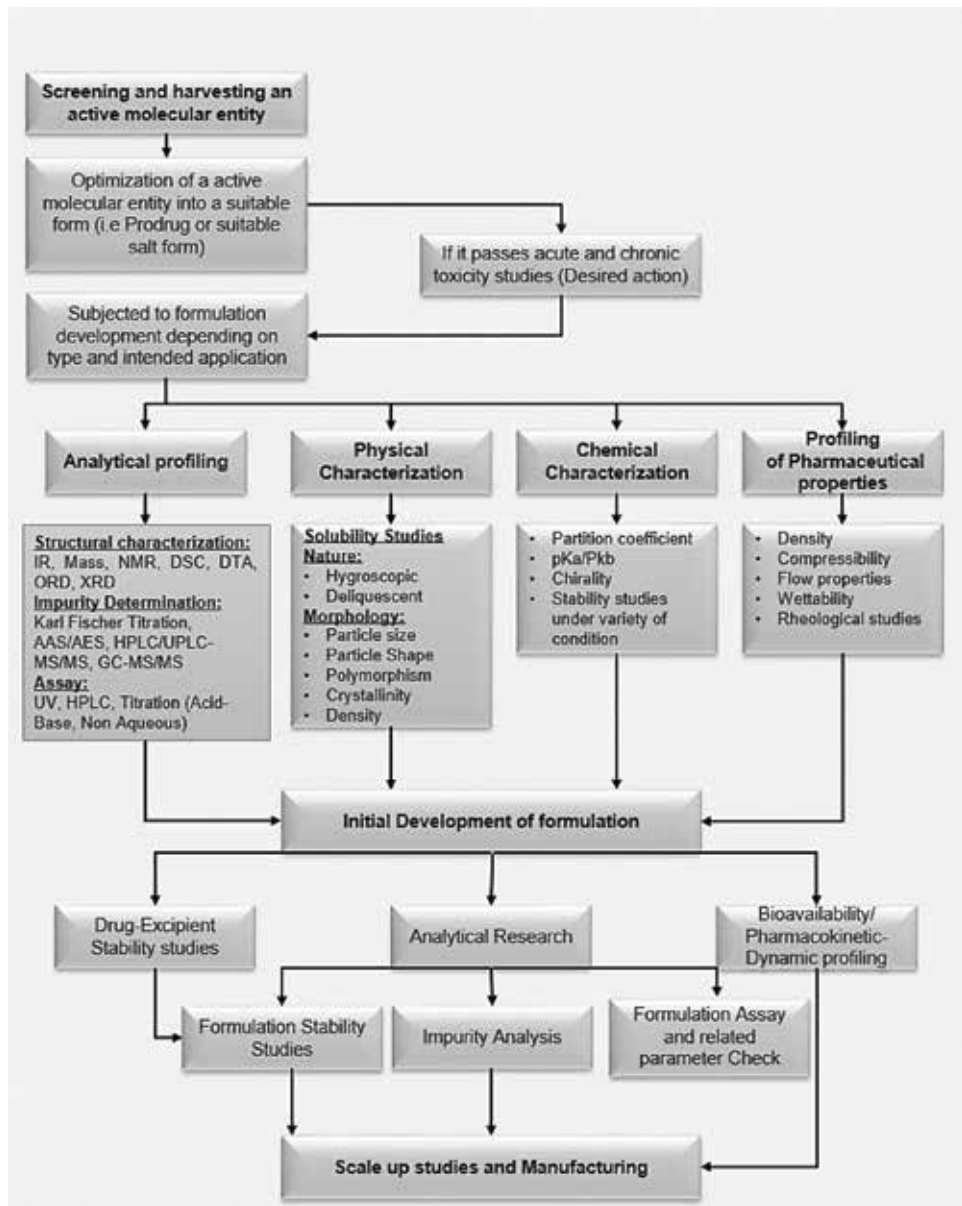 Screening and harvesting an
active molecular entity
Optimization of a active
molecular entity into a suitable
form (i.e Prodrug or suitable
salt form)
If it passes acute and chronic
toxicity studies (Desired action)
Subjected to formulation
development depending on
type and intended application
Analytical profiling
Physical
Characterization
Chemical
Characterization
Profiling
of Pharmaceutical
properties
Structural characterization:
IR, Mass, NMR, DSC, DTA,
ORD, XRD
Impurity Determination:
Karl Fischer Titration,
AAS/AES, HPLC/UPLC-
MS/MS, GC-MS/MS
Assay:
UV, HPLC, Titration (Acid-
Base, Non Aqueous)
Solubility Studies
Nature:
• Hygroscopic
• Deliquescent
Morphology:
• Particle size
• Particle Shape
• Polymorphism
• Crystallinity
• Density
• Partition coefficient
• pKa/Pkb
• Chirality
• Stability studies
under variety of
condition
• Density
• Compressibility
• Flow properties
• Wettability
• Rheological studies
Initial Development of formulation
Drug-Excipient
Stability studies
Analytical Research
Bioavailability/
Pharmacokinetic-
Dynamic profiling
Formulation Stability
Studies
Impurity Analysis
Formulation Assay
and related
parameter Check
Scale up studies and Manufacturing